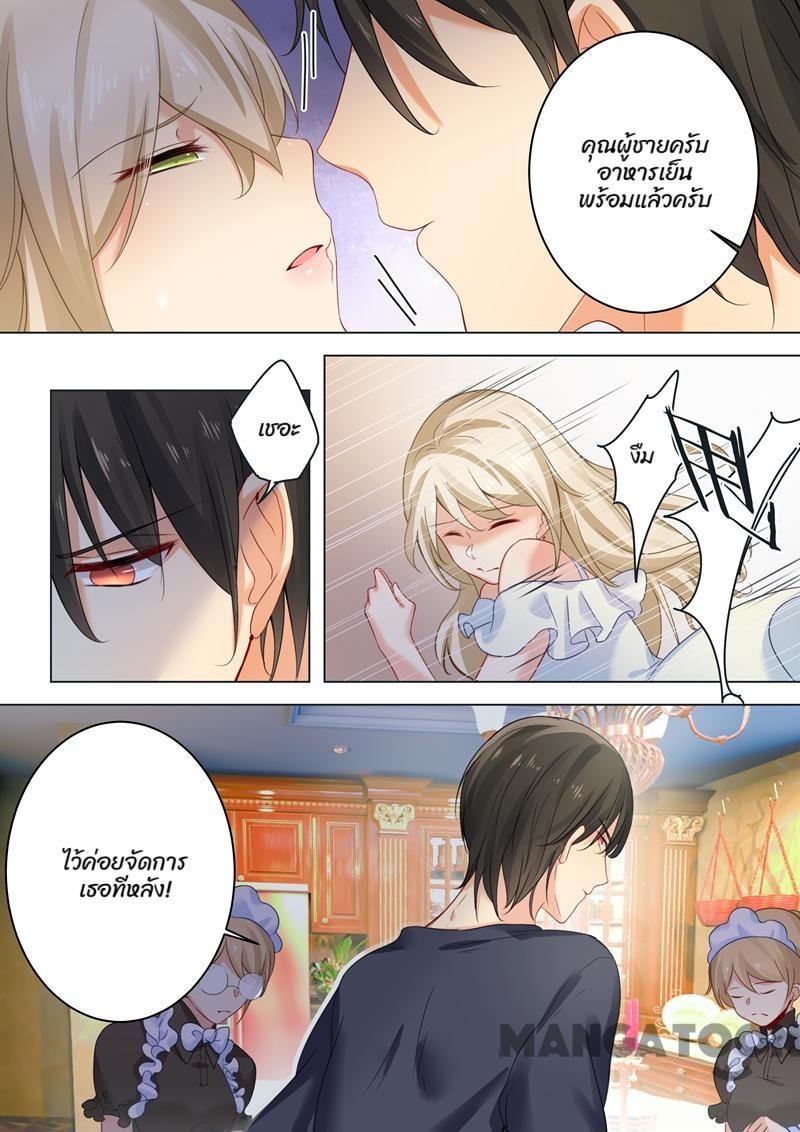 คุณผู้ชายครับ
อาหารเย็น
พร้อมแล้วครับ
เชอะ
งืม
ไว้ค่อยจัดการ
เธอทีหลัง!
MANGATOON